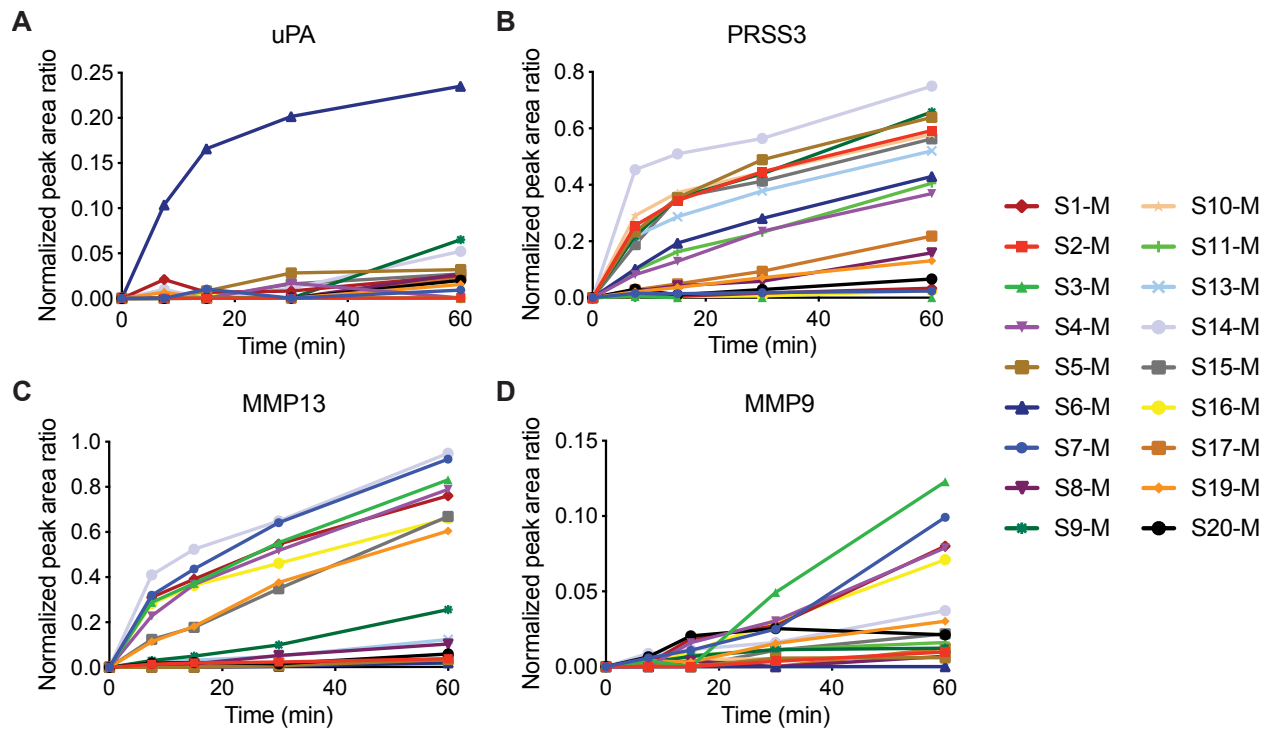 A
uPA
Normalized peak area ratio
0.25
0.20
0.15
0.10
0.05
0.00
0 20 40 60
Time (min)
B
PRSS3
Normalized peak area ratio
0.8
0.6
0.4
0.2
0.0
0 20 40 60
Time (min)
C
MMP13
Normalized peak area ratio
1.0
0.8
0.6
0.4
0.2
0.0
0 20 40 60
Time (min)
D
MMP9
Normalized peak area ratio
0.15
0.10
0.05
0.00
0 20 40 60
Time (min)
S1-M
S2-M
S3-M
S4-M
S5-M
S6-M
S7-M
S8-M
S9-M
S10-M
S11-M
S13-M
S14-M
S15-M
S16-M
S17-M
S19-M
S20-M